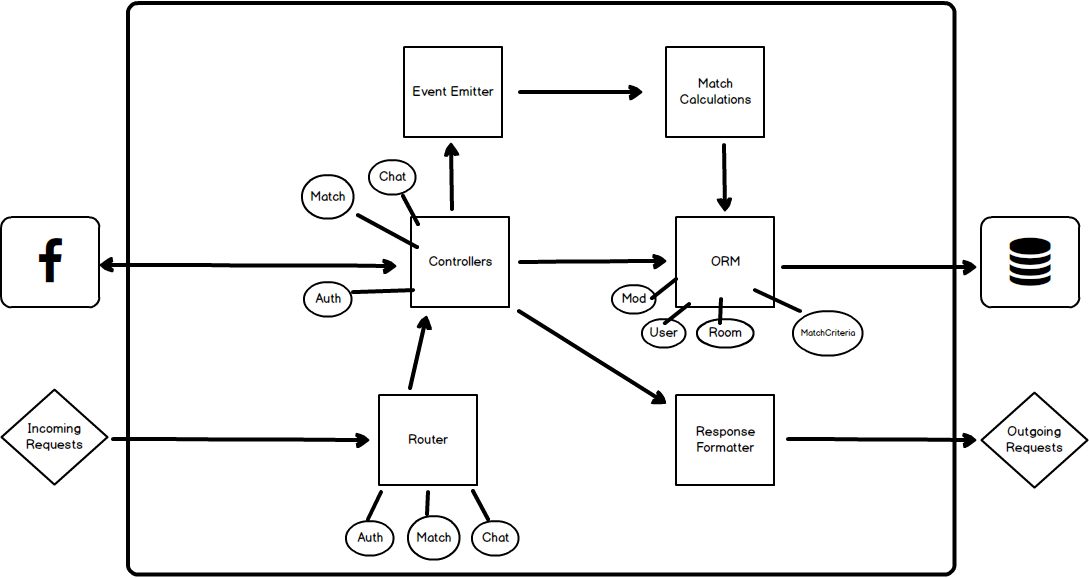 Event Emitter
Match
Calculations
Chat
Match
Controllers
ORM
Auth
Mod
User
Room
MatchCriteria
Incoming
Requests
Router
Response
Formatter
Outgoing
Requests
Auth
Match
Chat